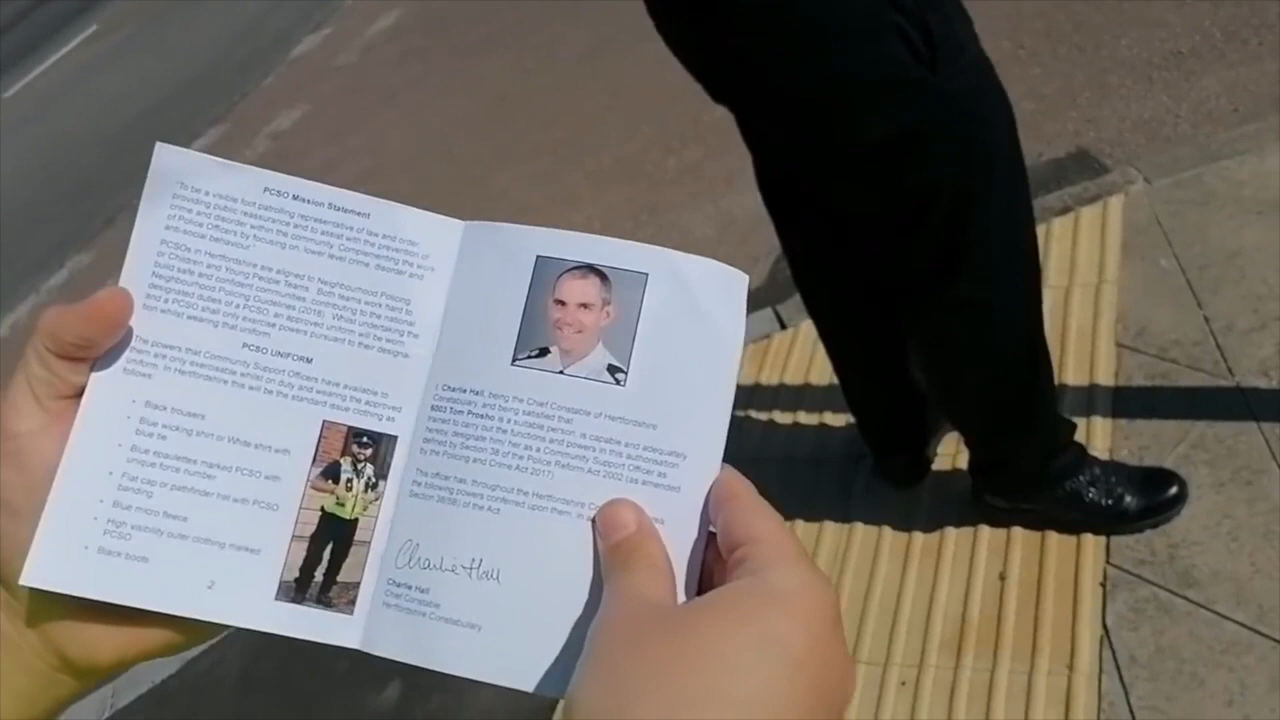 PCSO Mission Statement
"To be a visible foot patrolling representative of law and order
providing public reassurance and to assist with the prevention of
crime and disorder within the community. Complementing the work
of Police Officers by focusing on, lower level crime, disorder and
anti-social behaviour."
PCSOs in Hertfordshire are aligned to Neighbourhood Policing
or Children and Young People Teams. Both teams work hard to
build safe and confident communities, contributing to the national
Neighbourhood Policing Guidelines (2018). Whilst undertaking the
designated duties of a PCSO, an approved uniform will be worn
and a PCSO shall only exercise powers pursuant to their designa-
tion whilst wearing that uniform.
PCSO UNIFORM
The powers that Community Support Officers have available to
them are only exercisable whilst on duty and wearing the approved
uniform. In Hertfordshire this will be the standard issue clothing as
follows:
• Black trousers
• Blue wicking shirt or White shirt with
blue tie
• Blue epaulettes marked PCSO with
unique force number
• Flat cap or pathfinder hat with PCSO
banding
• Blue micro fleece
• High visibility outer clothing marked
PCSO
• Black boots
2
I, Charlie Hall, being the Chief Constable of Hertfordshire
Constabulary, and being satisfied that
6003 Tom Prosho is a suitable person, is capable and adequately
trained to carry out the functions and powers in this authorisation
hereby designate him/ her as a Community Support Officer as
defined by Section 38 of the Police Reform Act 2002 (as amended
by the Policing and Crime Act 2017).
This officer has, throughout the Hertfordshire
the following powers conferred upon them, in
Section 38(5B) of the Act.
Charlie Hall
Charlie Hall
Chief Constable
Hertfordshire Constabulary